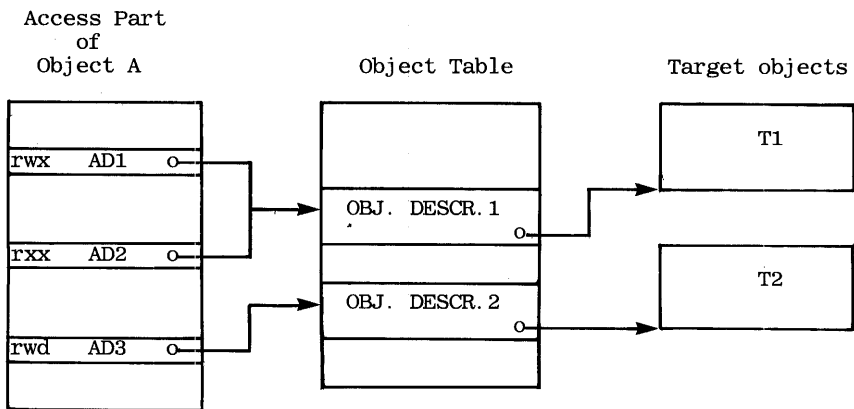 Access Part
of
Object A
Object Table
Target objects
rwx AD1
rxx AD2
rwd AD3
OBJ. DESCR.1
OBJ. DESCR.2
T1
T2